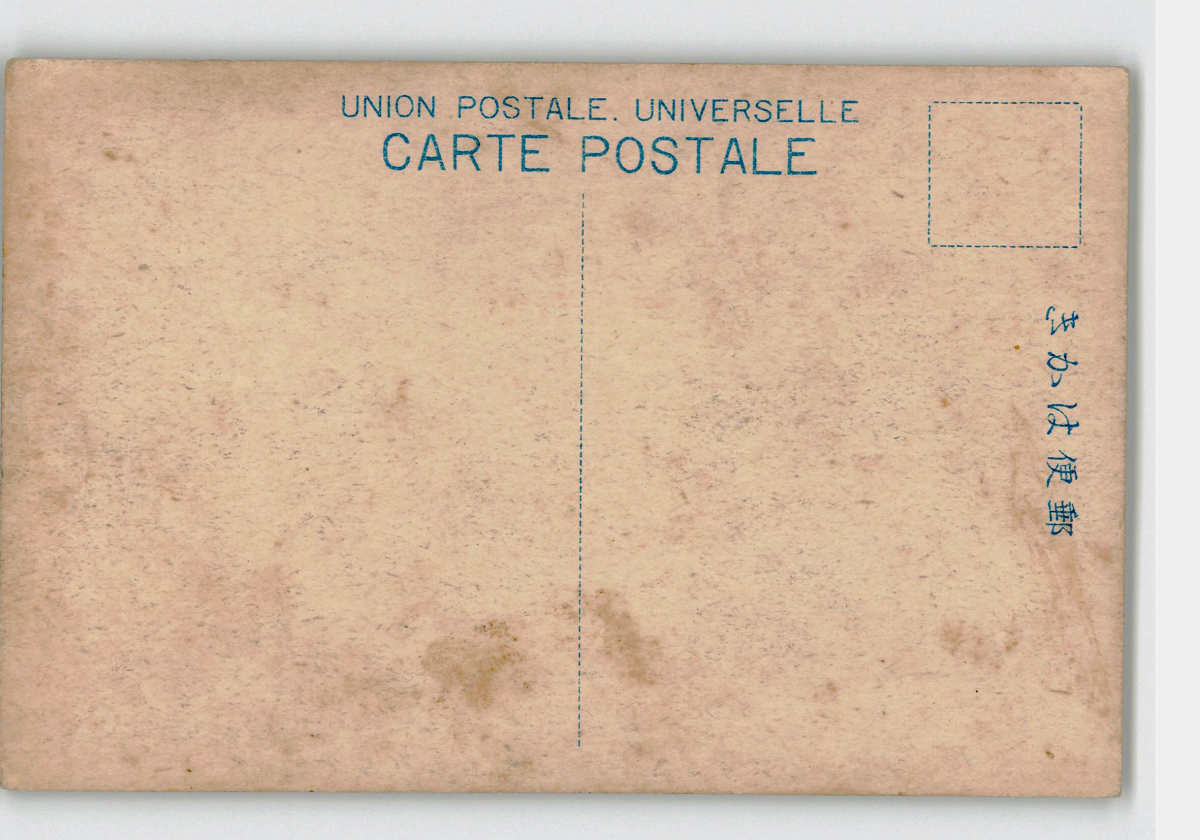 UNION POSTALE. UNIVERSELLE
CARTE POSTALE
郵便はかき